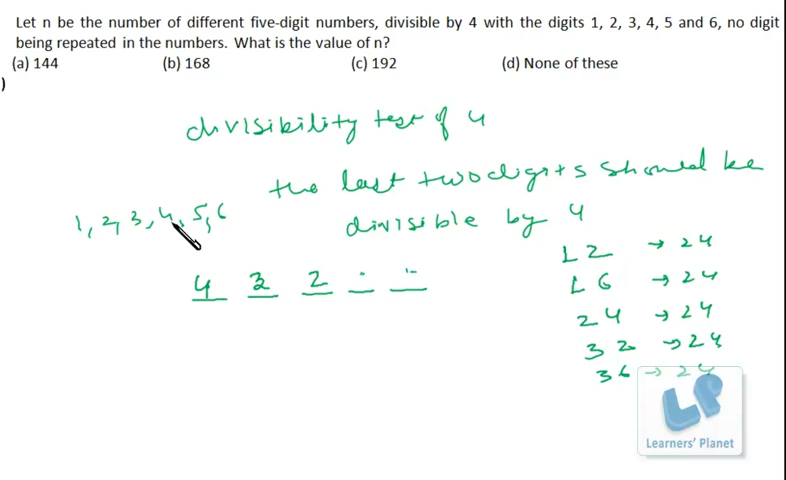 Let n be the number of different five-digit numbers, divisible by 4 with the digits 1, 2, 3, 4, 5 and 6, no digit
being repeated in the numbers. What is the value of n?
(a) 144 (b) 168 (c) 192 (d) None of these
)
divisibility test of 4
the last two digits should be
1, 2, 3, 4, 5, 6 divisible by 4
12 → 24
4 3 2
16 → 24
24 → 24
32 → 24
36 → 24
LP
Learners' Planet